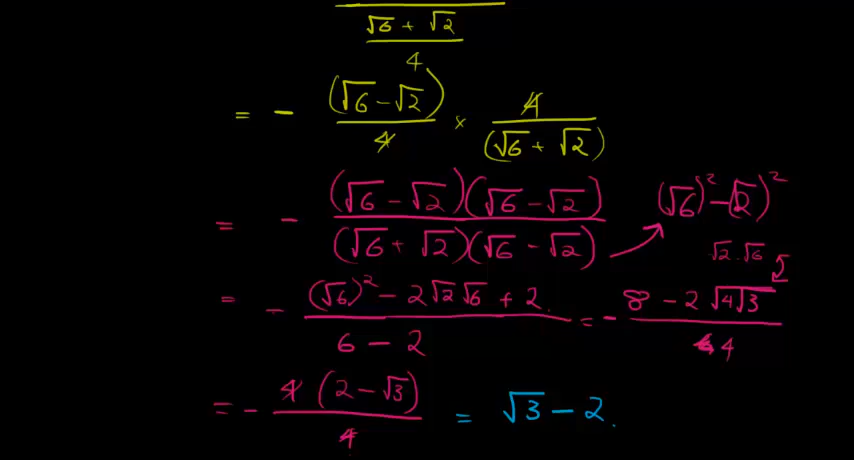 √6 + √2
4
= - (√6 - √2)/4 × 4/(√6 + √2)
= - (√6 - √2)(√6 - √2)/(√6 + √2)(√6 - √2) → (√6)² - (√2)²
√2 . √6
= - (√6)² - 2√2√6 + 2/6 - 2 = - 8 - 2√4√3/4
= - 4(2 - √3)/4 = √3 - 2.